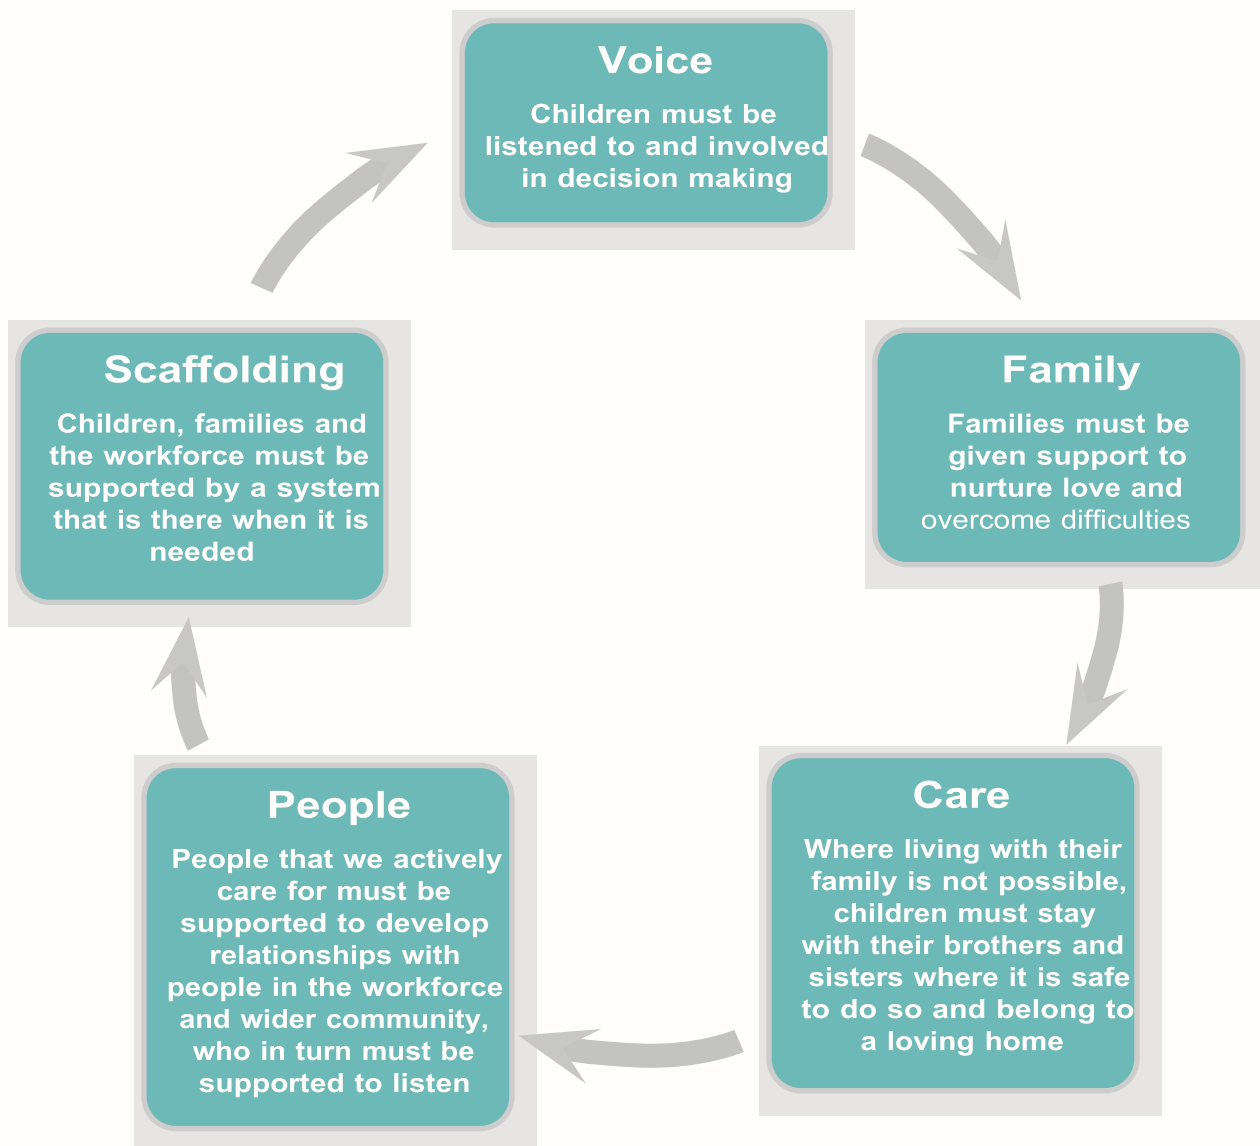 Voice
Children must be
listened to and involved
in decision making
Family
Families must be
given support to
nurture love and
overcome difficulties
Care
Where living with their
family is not possible,
children must stay
with their brothers and
sisters where it is safe
to do so and belong to
a loving home
People
People that we actively
care for must be
supported to develop
relationships with
people in the workforce
and wider community,
who in turn must be
supported to listen
Scaffolding
Children, families and
the workforce must be
supported by a system
that is there when it is
needed